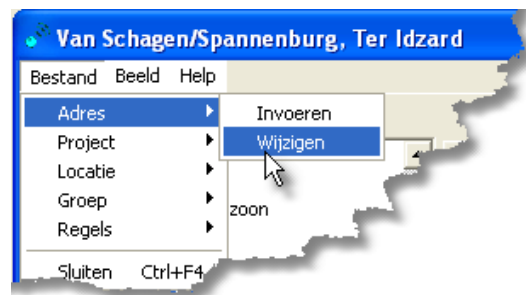 Van Schagen/Spannenburg, Ter Idzard
Bestand Beeld Help
Adres Invoeren
Project Wijzigen
Locatie
Groep zoon
Regels
Sluiten Ctrl+F4